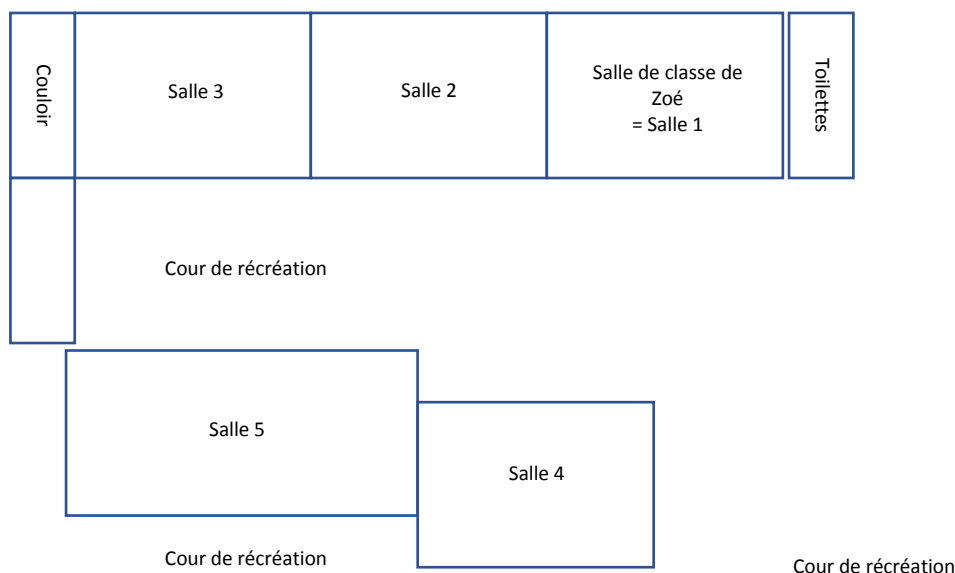 Couloir
Salle 3
Salle 2
Salle de classe de
Zoé
= Salle 1
Toilettes
Cour de récréation
Salle 5
Salle 4
Cour de récréation
Cour de récréation